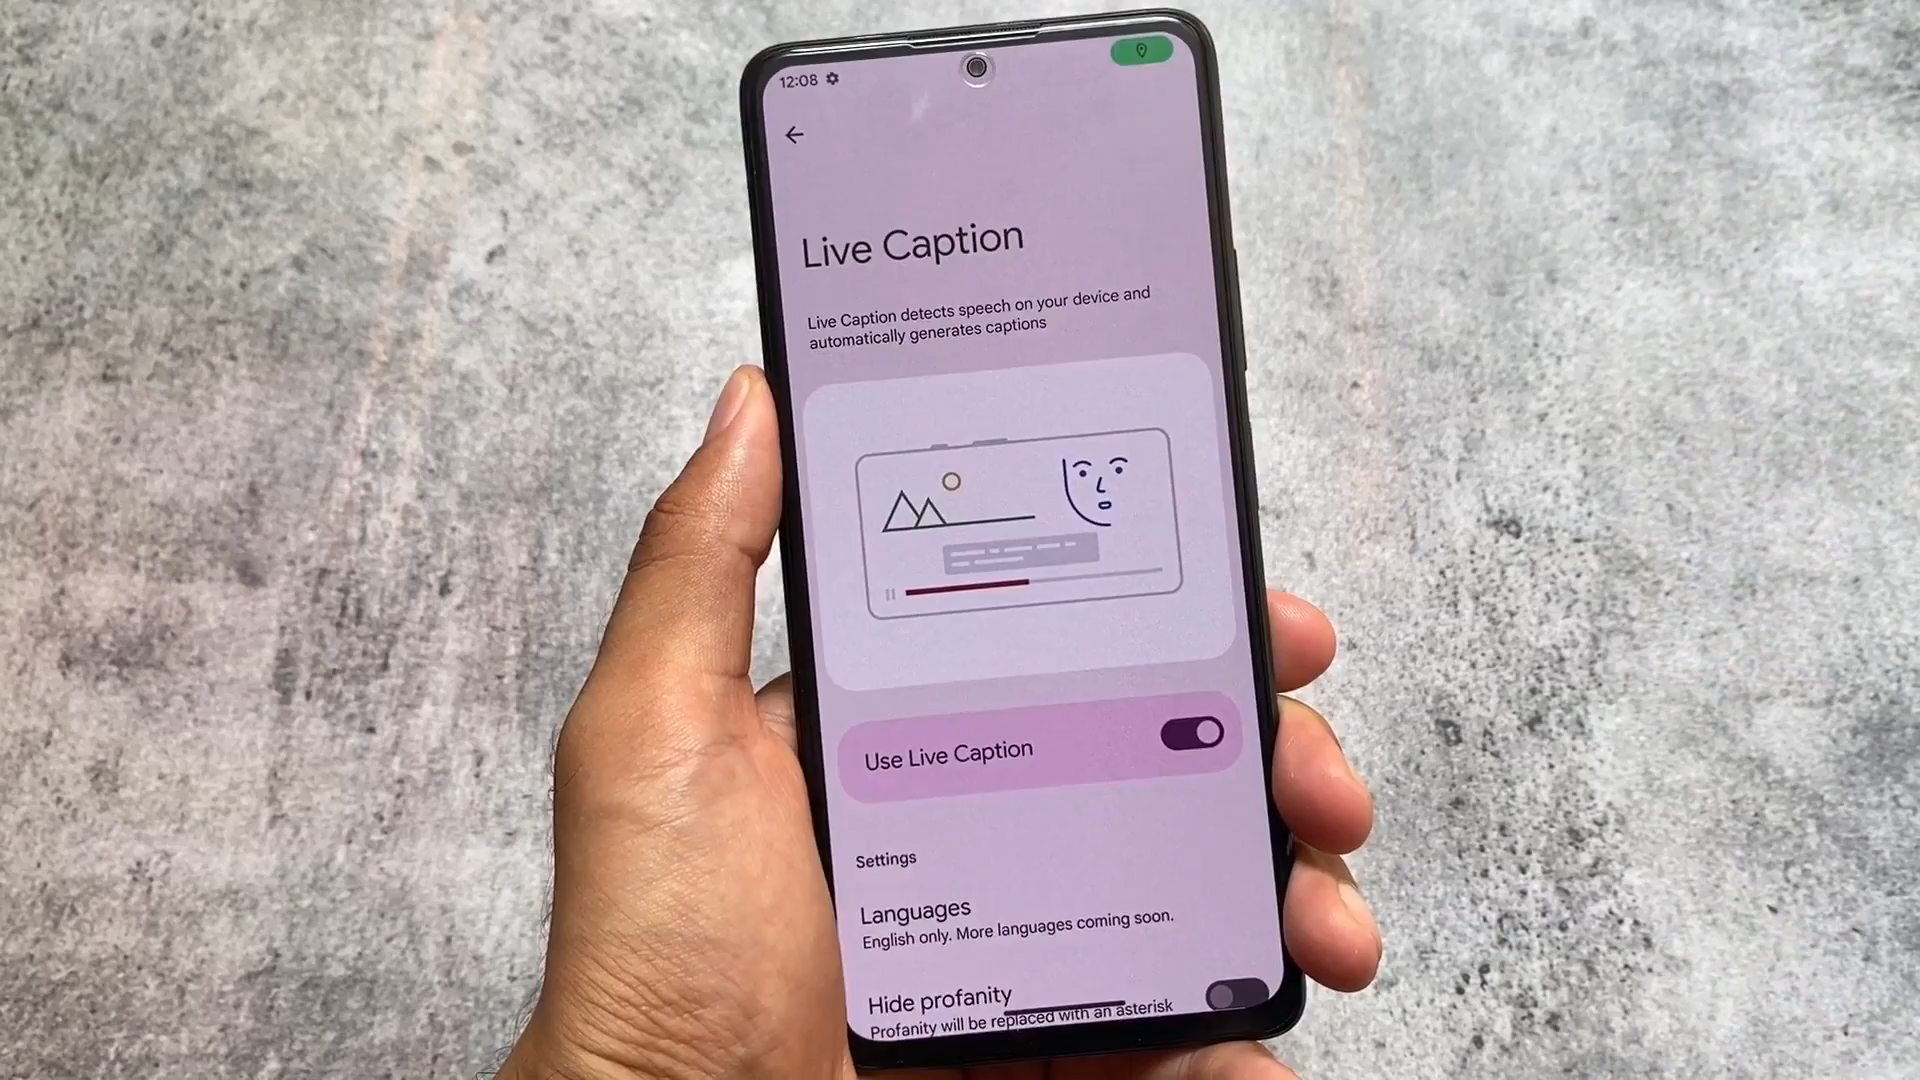 12:08
Live Caption
Live Caption detects speech on your device and
automatically generates captions
Use Live Caption
Settings
Languages
English only. More languages coming soon.
Hide profanity
Profanity will be replaced with an asterisk